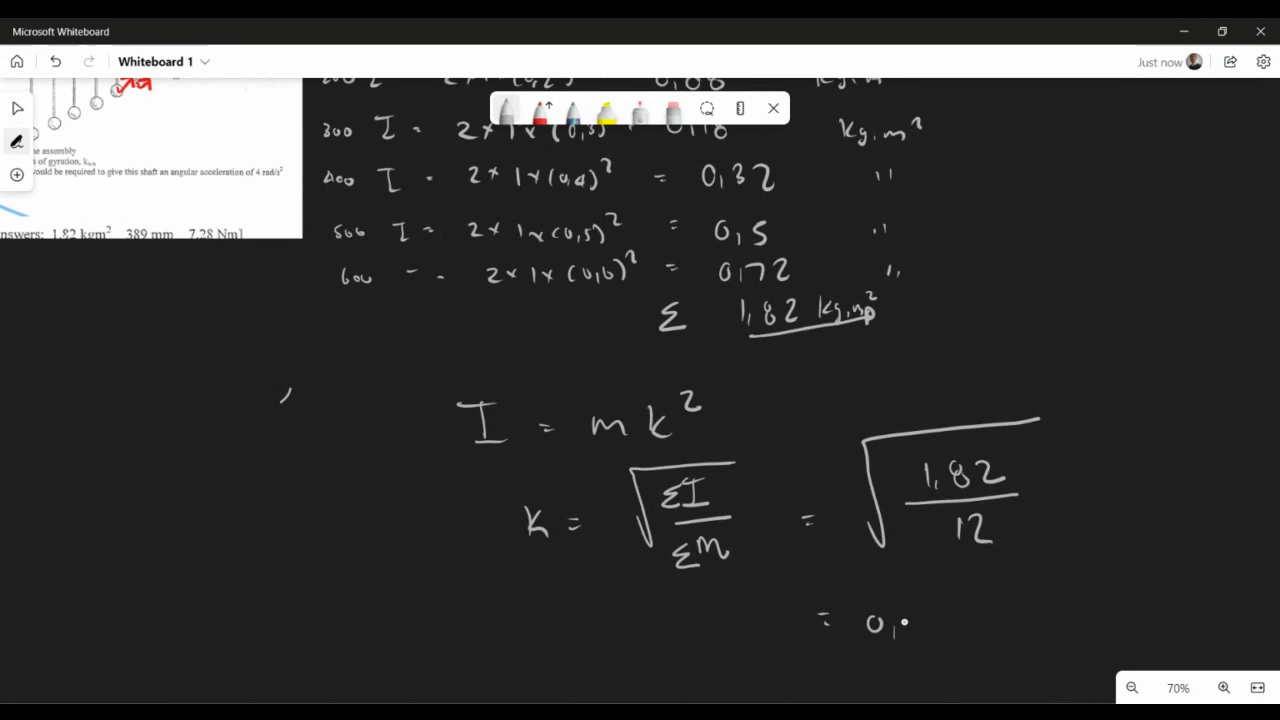 Microsoft Whiteboard
Whiteboard 1
Just now
300 I = 2 × 1 × (0,3)² = 0,18 kg.m²
he assembly
of gyration, k
would be required to give this shaft an angular acceleration of 4 rad/s²
400 I = 2 × 1 × (0,4)² = 0,32 ''
nswers: 1.82 kgm² 389 mm 7.28 Nm]
500 I = 2 × 1 × (0,5)² = 0,5 ''
600 - - 2 × 1 × (0,6)² = 0,72 ''
Σ 1,82 kg.m²
I = m k²
K = √ΣI/Σm = √1,82/12
= 0,
70%